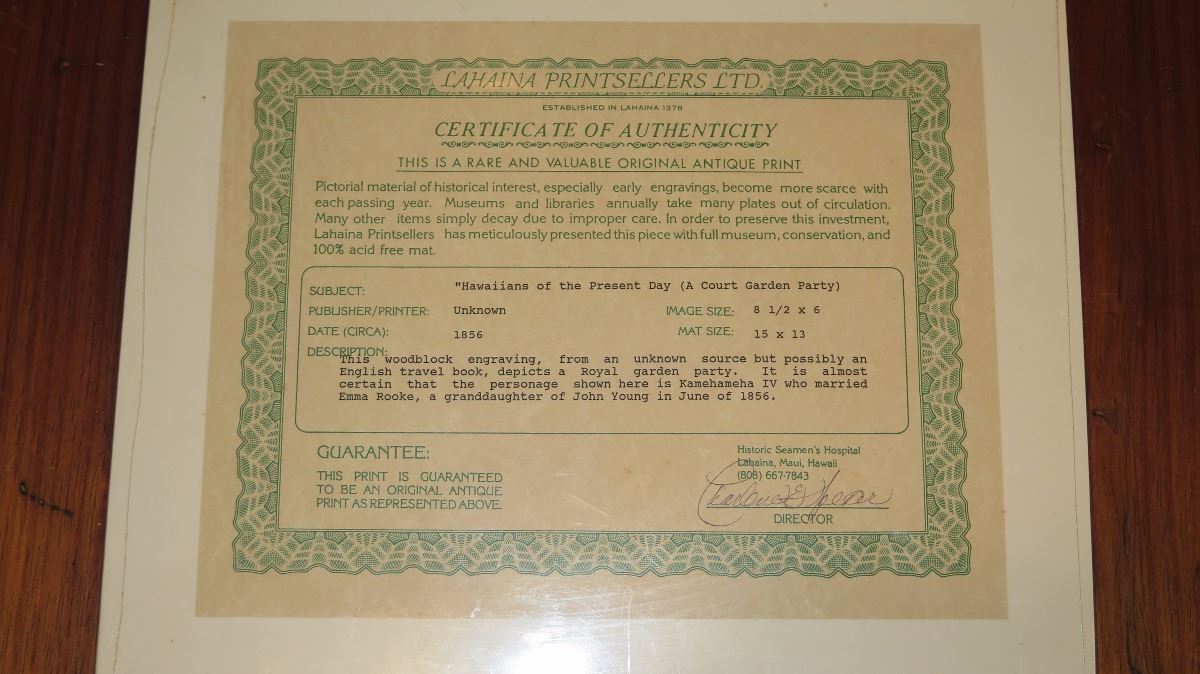 LAHAINA PRINTSELLERS LTD.
ESTABLISHED IN LAHAINA 1978
CERTIFICATE OF AUTHENTICITY
THIS IS A RARE AND VALUABLE ORIGINAL ANTIQUE PRINT
Pictorial material of historical interest, especially early engravings, become more scarce with
each passing year. Museums and libraries annually take many plates out of circulation.
Many other items simply decay due to improper care. In order to preserve this investment,
Lahaina Printsellers has meticulously presented this piece with full museum, conservation, and
100% acid free mat.
SUBJECT: "Hawaiians of the Present Day (A Court Garden Party)
PUBLISHER/PRINTER: Unknown IMAGE SIZE: 8 1/2 x 6
DATE (CIRCA): 1856 MAT SIZE: 15 x 13
DESCRIPTION:
This woodblock engraving, from an unknown source but possibly an
English travel book, depicts a Royal garden party. It is almost
certain that the personage shown here is Kamehameha IV who married
Emma Rooke, a granddaughter of John Young in June of 1856.
GUARANTEE:
THIS PRINT IS GUARANTEED
TO BE AN ORIGINAL ANTIQUE
PRINT AS REPRESENTED ABOVE.
Historic Seamen's Hospital
Lahaina, Maui, Hawaii
(808) 667-7843
DIRECTOR